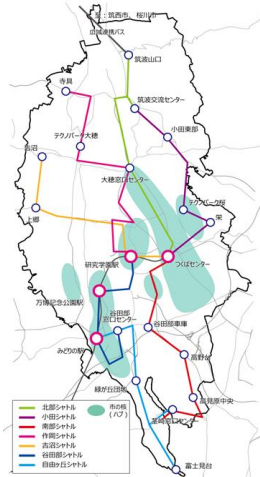 至：筑西市、桜川市
広域連携バス
筑波山口
寺具
筑波交流センター
テクノパーク大穂
小田東部
吉沼
大穂窓口センター
テクノパーク桜
栄
上郷
研究学園駅
つくばセンター
万博記念公園駅
谷田部
窓口センター
谷田部車庫
みどりの駅
高野台
緑が丘団地
高見原中央
茎崎窓口センター
富士見台
北部シャトル
小田シャトル
南部シャトル
作岡シャトル
吉沼シャトル
谷田部シャトル
自由ヶ丘シャトル
市の核
（ハブ）